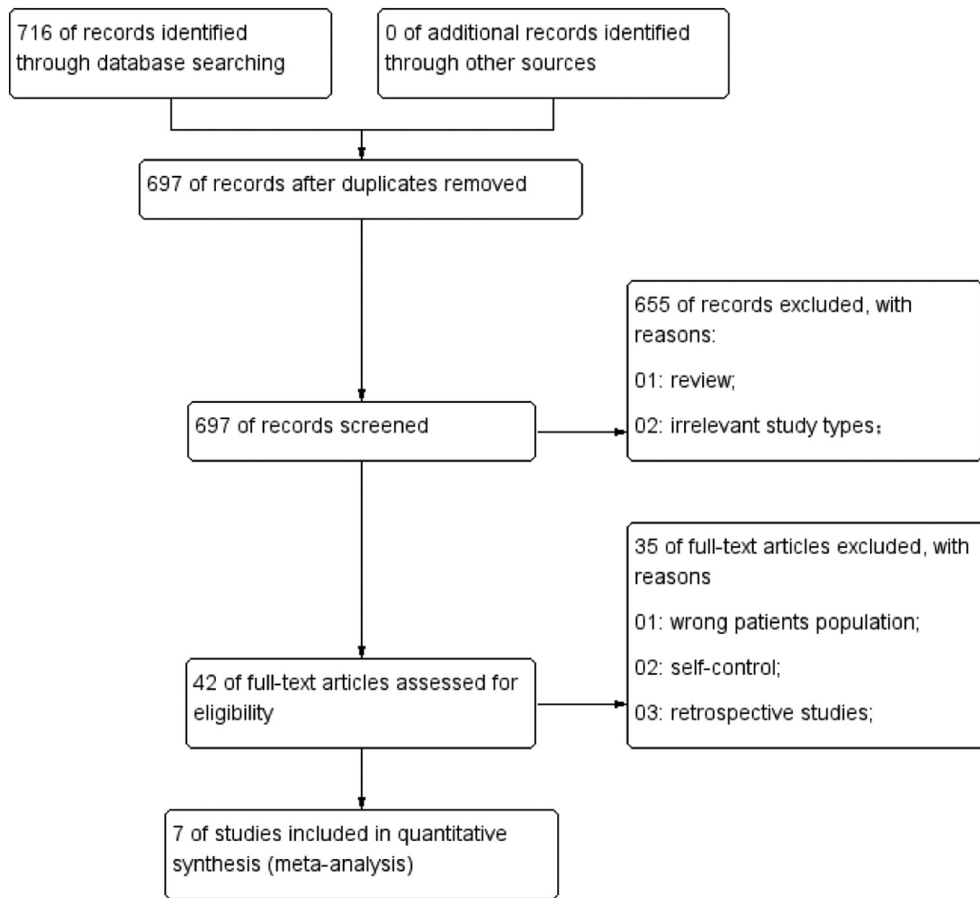 716 of records identified
through database searching
0 of additional records identified
through other sources
697 of records after duplicates removed
655 of records excluded, with
reasons:
01: review;
02: irrelevant study types;
697 of records screened
35 of full-text articles excluded, with
reasons
01: wrong patients population;
02: self-control;
03: retrospective studies;
42 of full-text articles assessed for
eligibility
7 of studies included in quantitative
synthesis (meta-analysis)